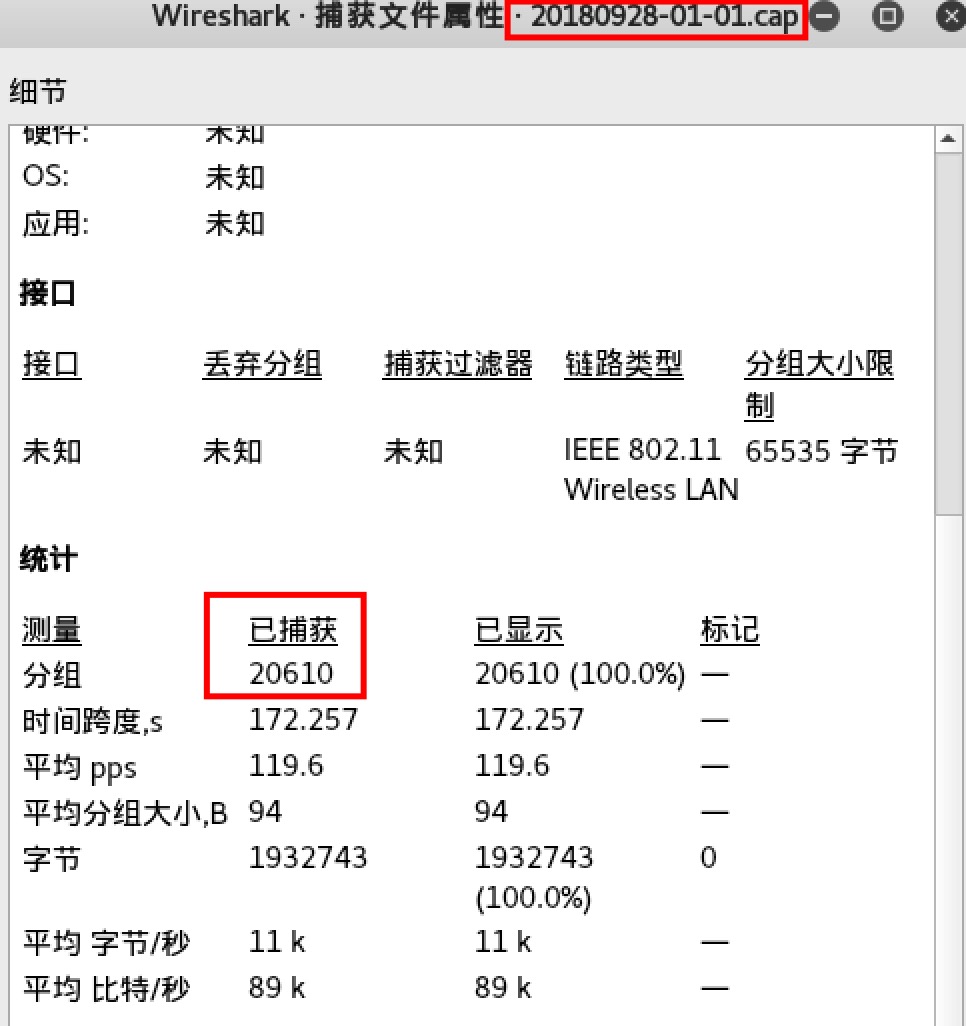 Wireshark · 捕获文件属性 · 20180928-01-01.cap
细节
硬件: 未知
OS: 未知
应用: 未知
接口
接口 丢弃分组 捕获过滤器 链路类型 分组大小限
制
未知 未知 未知 IEEE 802.11 65535 字节
Wireless LAN
统计
测量 已捕获 已显示 标记
分组 20610 20610 (100.0%) —
时间跨度,s 172.257 172.257 —
平均 pps 119.6 119.6 —
平均分组大小,B 94 94 —
字节 1932743 1932743 0
(100.0%)
平均 字节/秒 11 k 11 k —
平均 比特/秒 89 k 89 k —